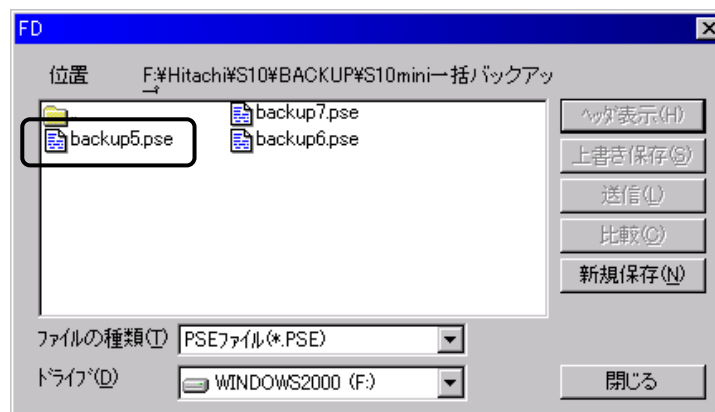 FD
位置 F:¥Hitachi¥S10¥BACKUP¥S10mini一括バックアッ
..
backup7.pse
backup5.pse
backup6.pse
ﾍｯﾀﾞ表示(H)
上書き保存(S)
送信(L)
比較(C)
新規保存(N)
ﾌｧｲﾙの種類(T) PSEﾌｧｲﾙ(*.PSE)
ﾄﾞﾗｲﾌﾞ(D) WINDOWS2000 (F:)
閉じる